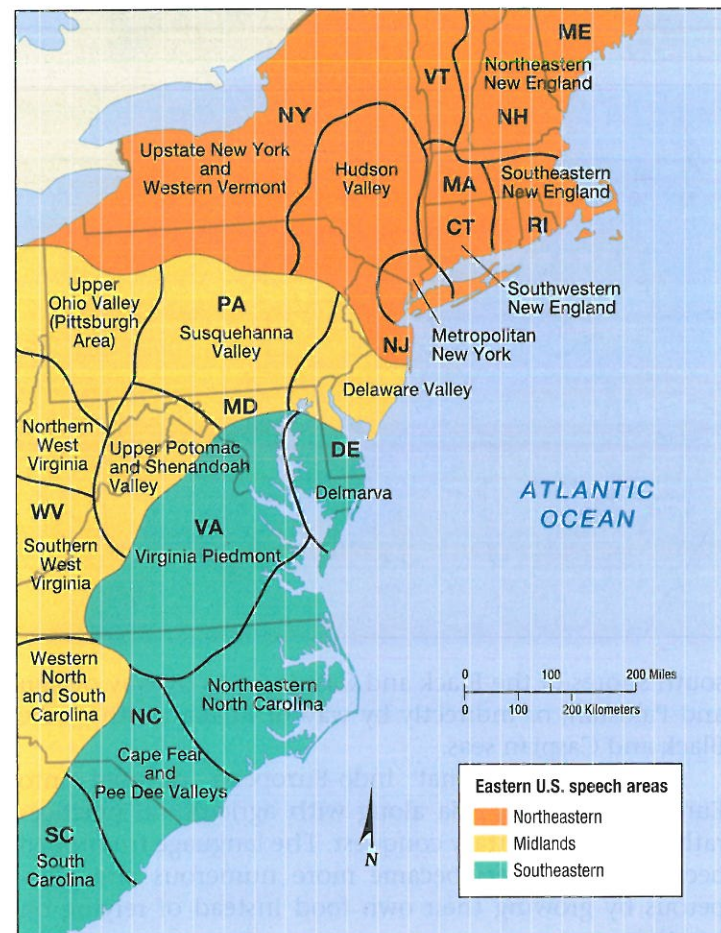 ME
Northeastern
New England
VT
NH
NY
Upstate New York
and
Western Vermont
Hudson
Valley
MA
Southeastern
New England
CT
RI
Southwestern
New England
Upper
Ohio Valley
(Pittsburgh
Area)
PA
Susquehanna
Valley
NJ
Metropolitan
New York
Delaware Valley
MD
Northern
West
Virginia
Upper Potomac
and Shenandoah
Valley
DE
Delmarva
ATLANTIC
OCEAN
WV
Southern
West
Virginia
VA
Virginia Piedmont
Western
North
and South
Carolina
NC
Northeastern
North Carolina
Cape Fear
and
Pee Dee Valleys
SC
South
Carolina
0 100 200 Miles
0 100 200 Kilometers
N
Eastern U.S. speech areas
Northeastern
Midlands
Southeastern